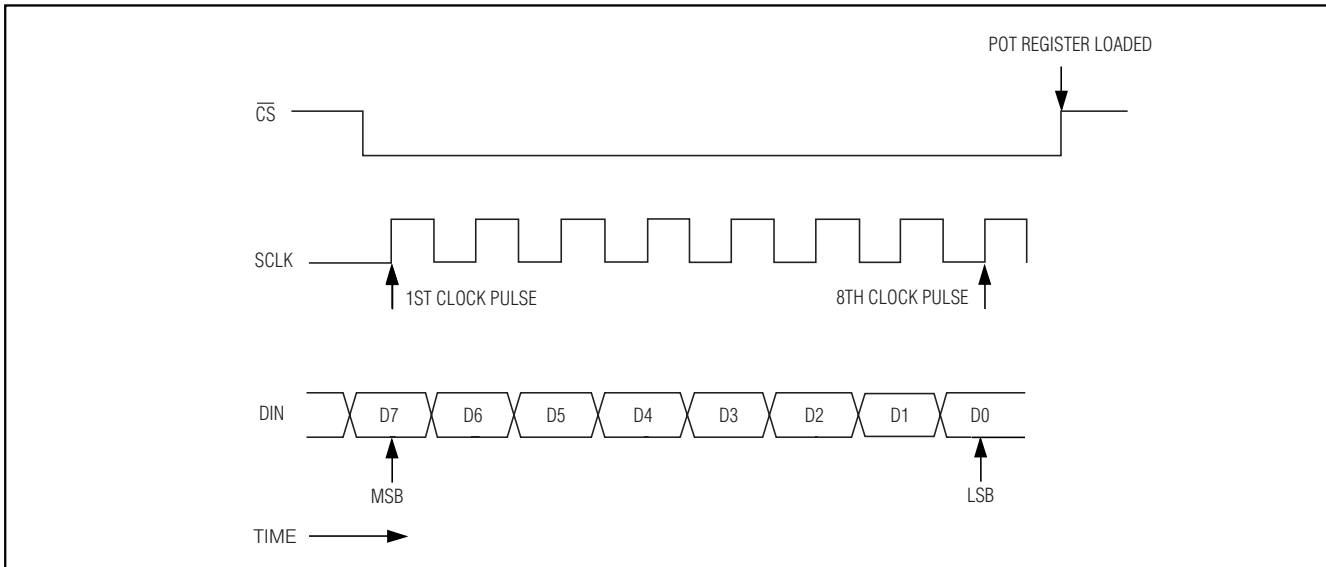 POT REGISTER LOADED
C̅S̅
SCLK
1ST CLOCK PULSE
8TH CLOCK PULSE
DIN
D7 D6 D5 D4 D3 D2 D1 D0
MSB
LSB
TIME